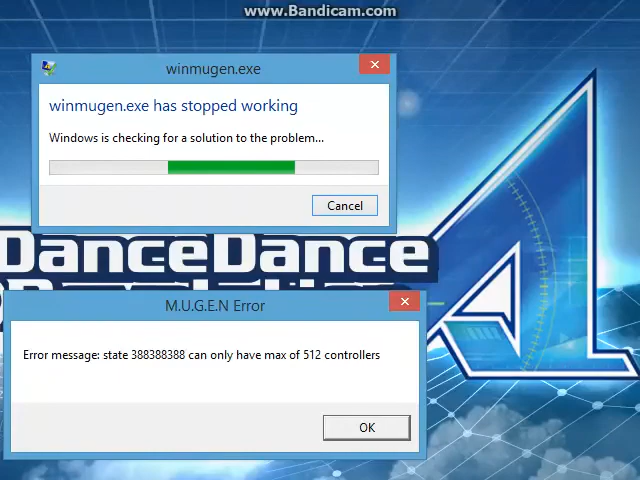 www.Bandicam.com
winmugen.exe
winmugen.exe has stopped working
Windows is checking for a solution to the problem...
Cancel
DanceDance
M.U.G.E.N Error
Error message: state 388388388 can only have max of 512 controllers
OK